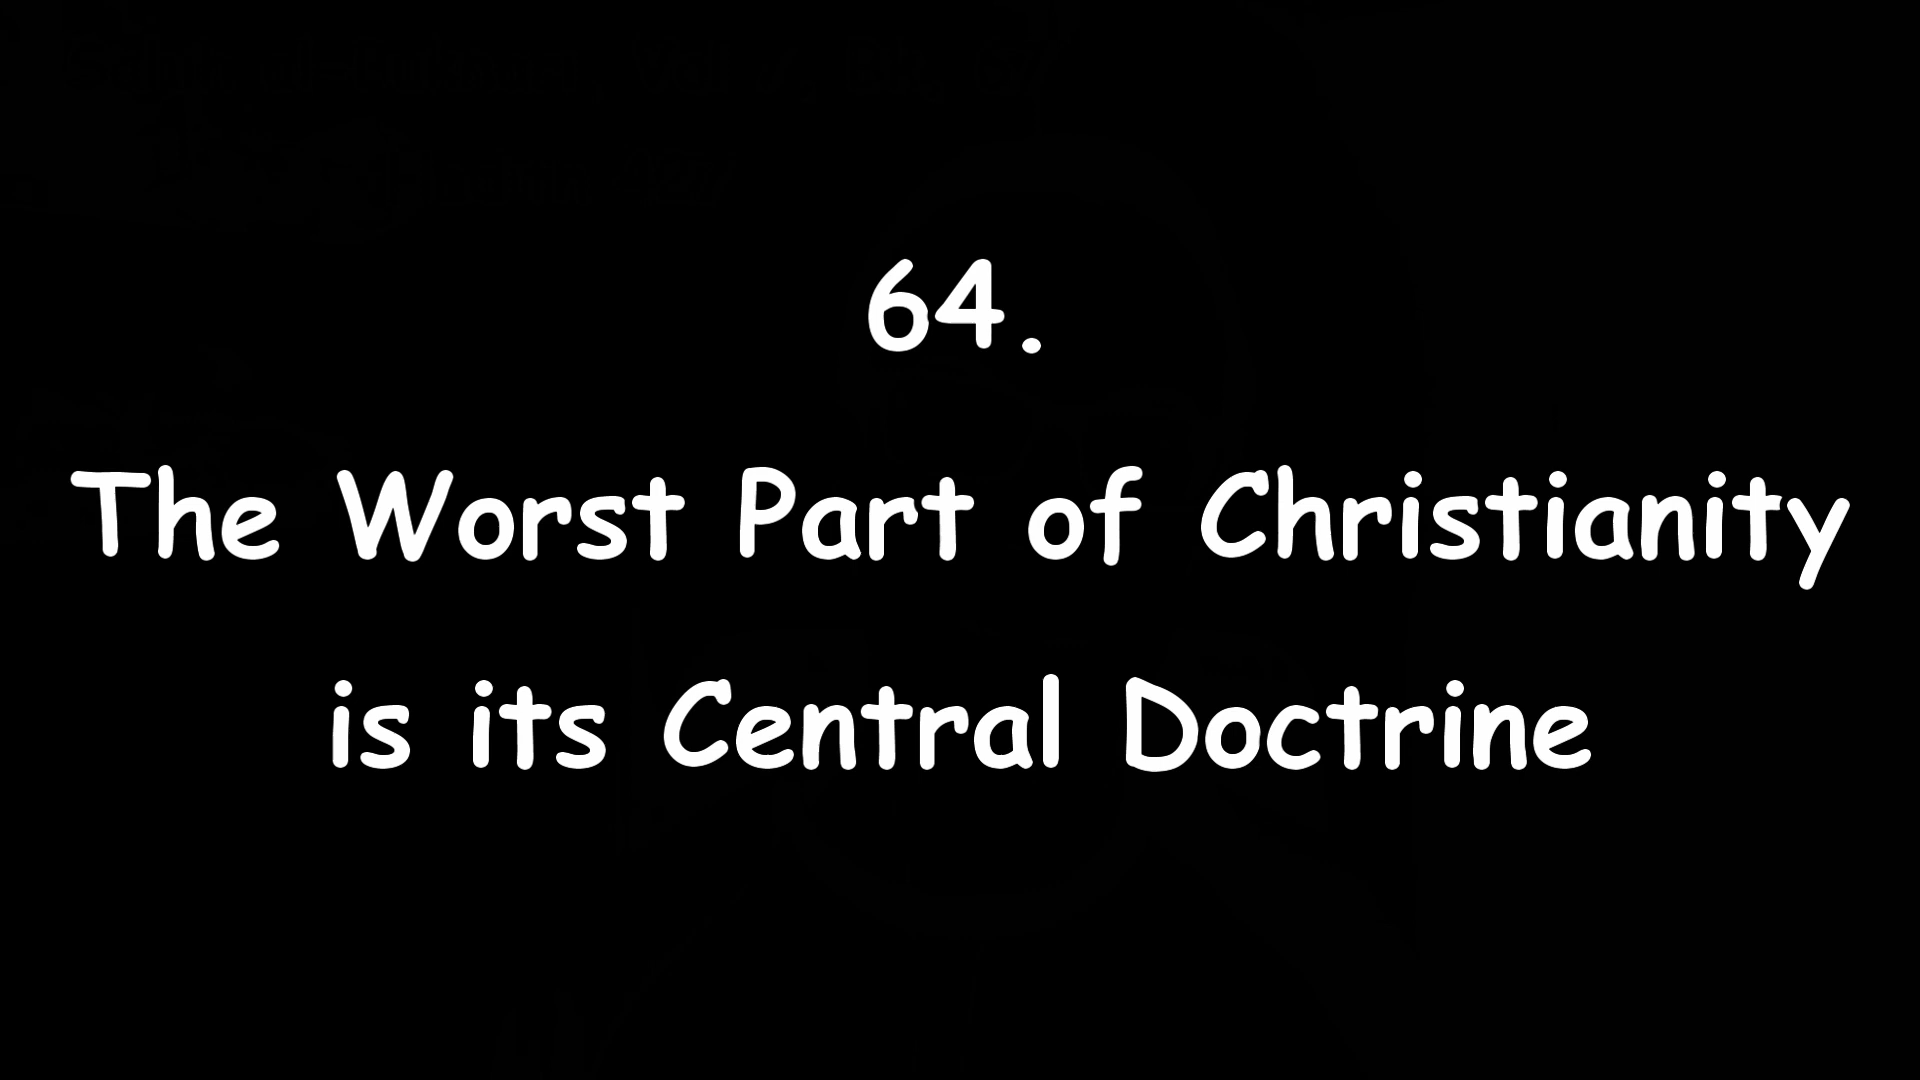 64.
The Worst Part of Christianity
is its Central Doctrine